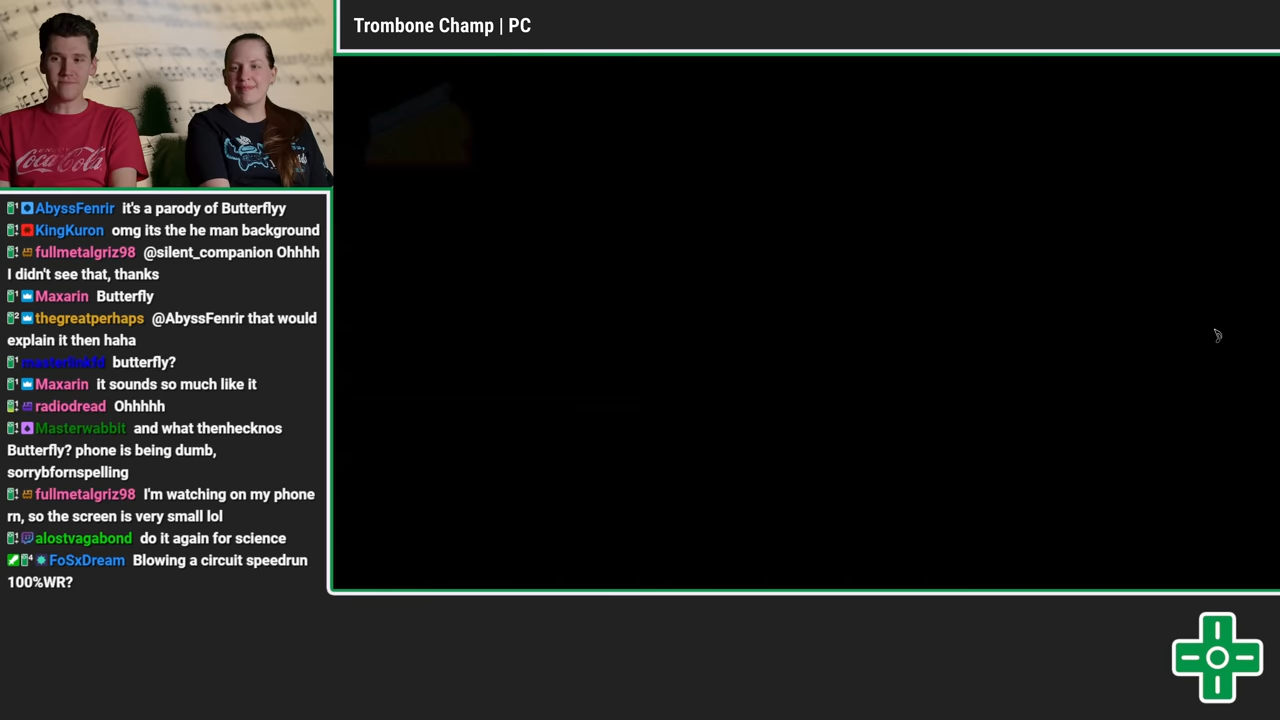 Trombone Champ | PC
ENJOY
Coca-Cola
AbyssFenrir it's a parody of Butterflyy
KingKuron omg its the he man background
fullmetalgriz98 @silent_companion Ohhhh
I didn't see that, thanks
Maxarin Butterfly
thegreatperhaps @AbyssFenrir that would
explain it then haha
masterlinkfd butterfly?
Maxarin it sounds so much like it
radiodread Ohhhhh
Masterwabbit and what thenhecknos
Butterfly? phone is being dumb,
sorrybfornspelling
fullmetalgriz98 I'm watching on my phone
rn, so the screen is very small lol
alostvagabond do it again for science
FoSxDream Blowing a circuit speedrun
100%WR?